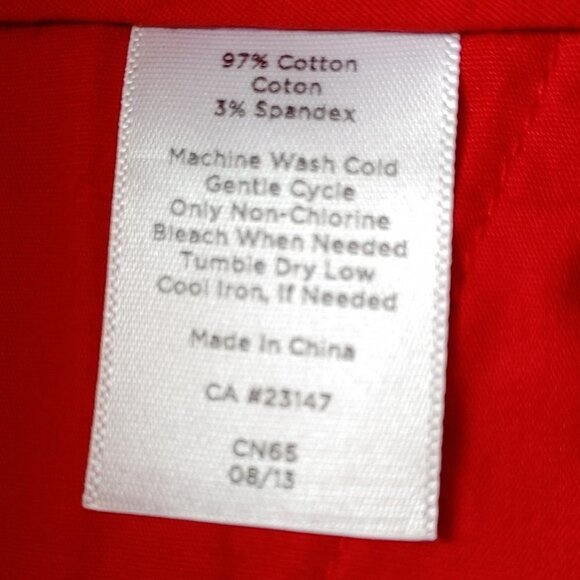 97% Cotton
Coton
3% Spandex
Machine Wash Cold
Gentle Cycle
Only Non-Chlorine
Bleach When Needed
Tumble Dry Low
Cool Iron, If Needed
Made in China
CA #23147
CN65
08/13